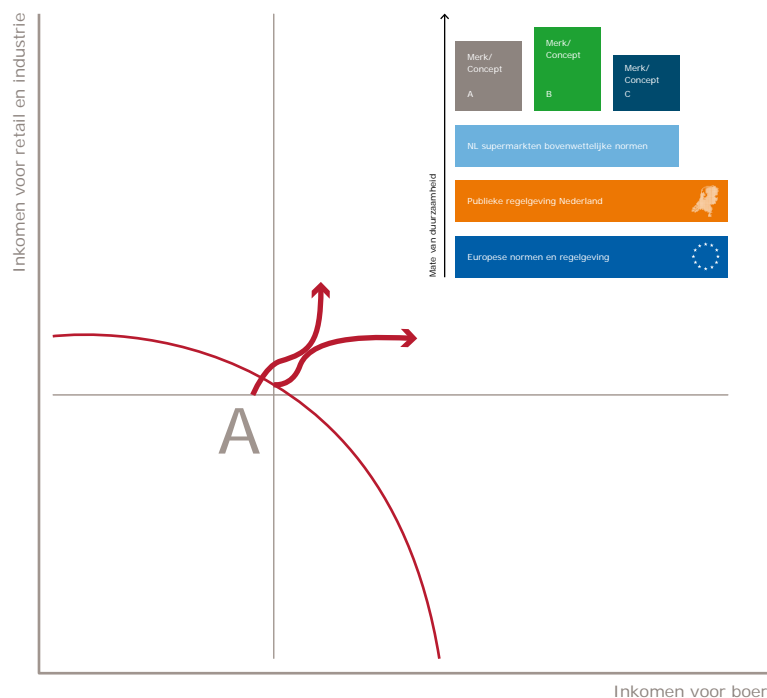 Inkomen voor retail en industrie
Mate van duurzaamheid
Merk/
Concept
A
Merk/
Concept
B
Merk/
Concept
C
NL supermarkten bovenwettelijke normen
Publieke regelgeving Nederland
Europese normen en regelgeving
A
Inkomen voor boer